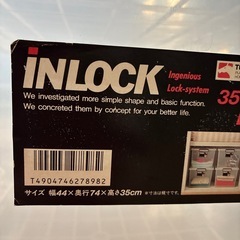 INLOCK
Ingenious
Lock-system
We investigated more simple shape and basic function.
We concreted them by concept for your better life.
35
T4904746278982
サイズ 幅44×奥行74×高さ35cm